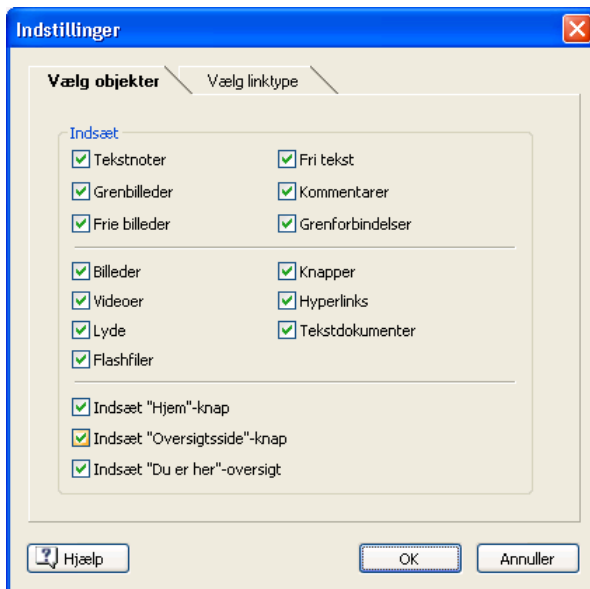 Indstillinger
Vælg objekter Vælg linktype
Indsæt
Tekstnoter Fri tekst
Grenbilleder Kommentarer
Frie billeder Grenforbindelser
Billeder Knapper
Videoer Hyperlinks
Lyde Tekstdokumenter
Flashfiler
Indsæt "Hjem"-knap
Indsæt "Oversigtsside"-knap
Indsæt "Du er her"-oversigt
Hjælp OK Annuller